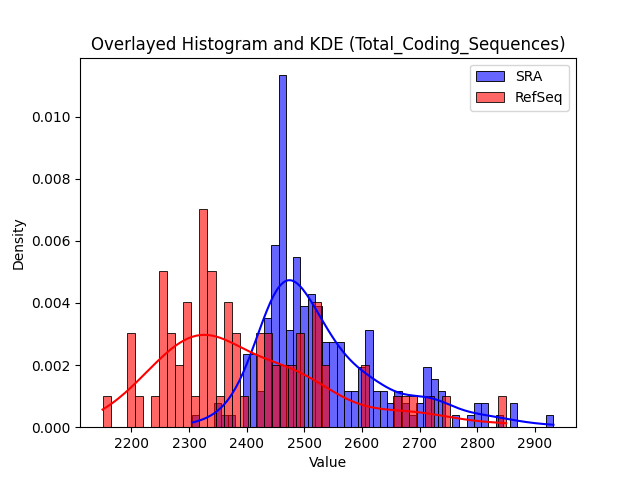 Overlayed Histogram and KDE (Total_Coding_Sequences)
SRA
RefSeq
0.010
0.008
0.006
0.004
0.002
0.000
Density
2200 2300 2400 2500 2600 2700 2800 2900
Value